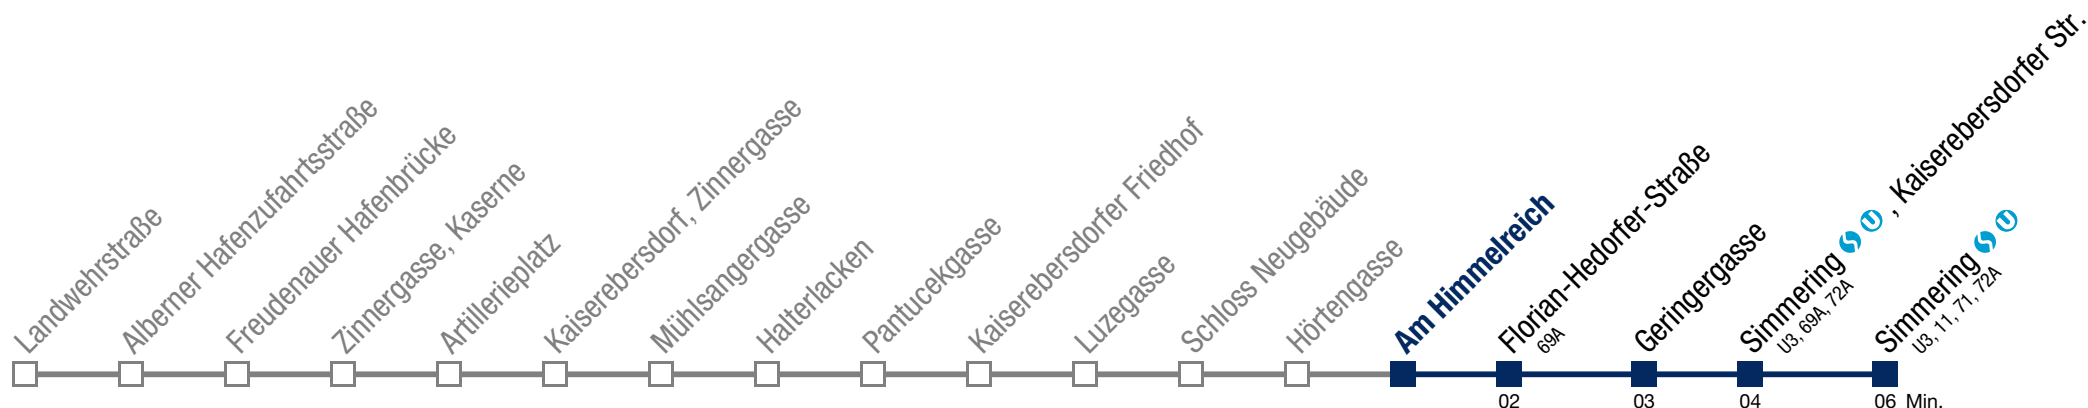 Landwehrstraße
Alberner Hafenzufahrtsstraße
Freudenauer Hafenbrücke
Zinnergasse, Kaserne
Artillerieplatz
Kaiserebersdorf, Zinnergasse
Mühlsangergasse
Halterlacken
Pantucekgasse
Kaiserebersdorfer Friedhof
Luzegasse
Schloss Neugebäude
Hörtengasse
Am Himmelreich
Florian-Hedorfer-Straße
69A
Geringergasse
Simmering S U , Kaiserebersdorfer Str.
U3, 69A, 72A
Simmering S U
U3, 11, 71, 72A
02 03 04 06 Min.